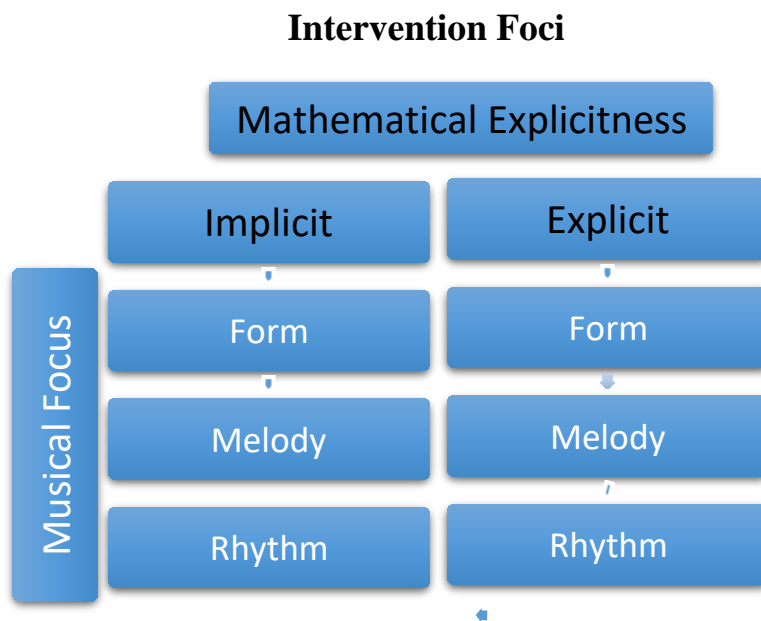 Intervention Foci
Mathematical Explicitness
Implicit
Explicit
Musical Focus
Form
Form
Melody
Melody
Rhythm
Rhythm